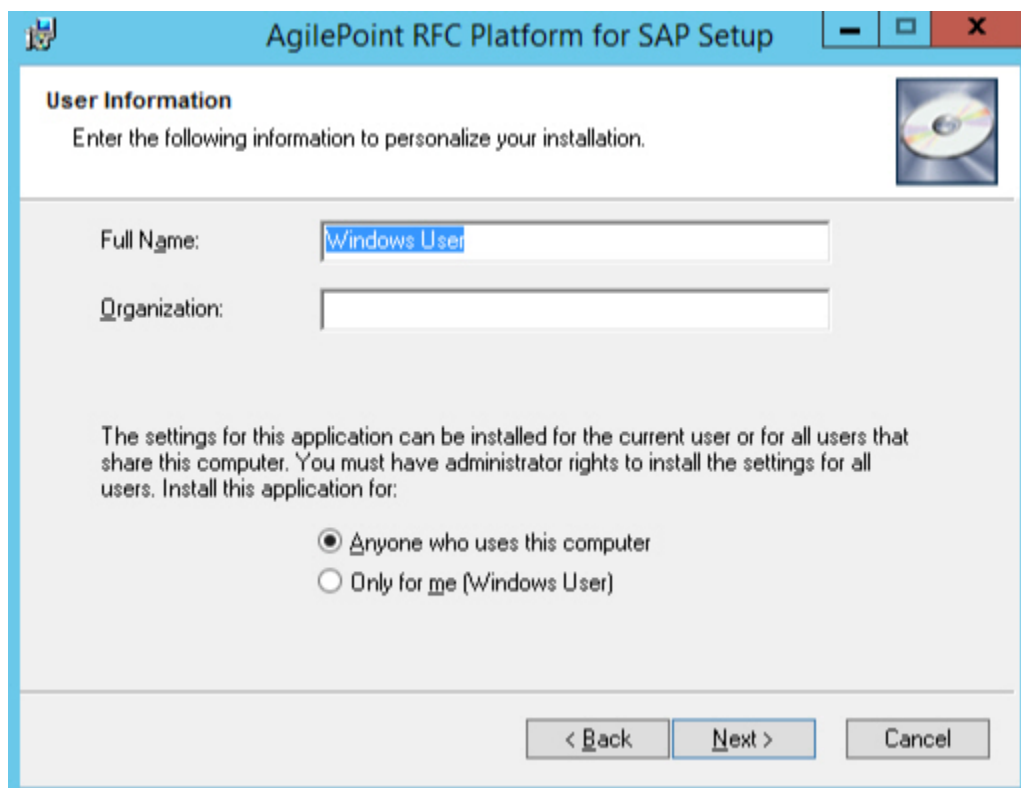 AgilePoint RFC Platform for SAP Setup
User Information
Enter the following information to personalize your installation.
Full Name:
Windows User
Organization:
The settings for this application can be installed for the current user or for all users that
share this computer. You must have administrator rights to install the settings for all
users. Install this application for:
Anyone who uses this computer
Only for me (Windows User)
< Back
Next >
Cancel